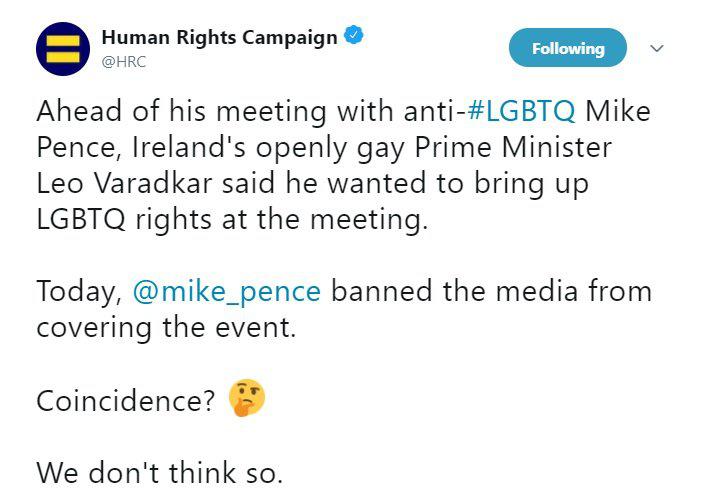 Human Rights Campaign
@HRC
Following
Ahead of his meeting with anti-#LGBTQ Mike
Pence, Ireland's openly gay Prime Minister
Leo Varadkar said he wanted to bring up
LGBTQ rights at the meeting.
Today, @mike_pence banned the media from
covering the event.
Coincidence? 🤔
We don't think so.